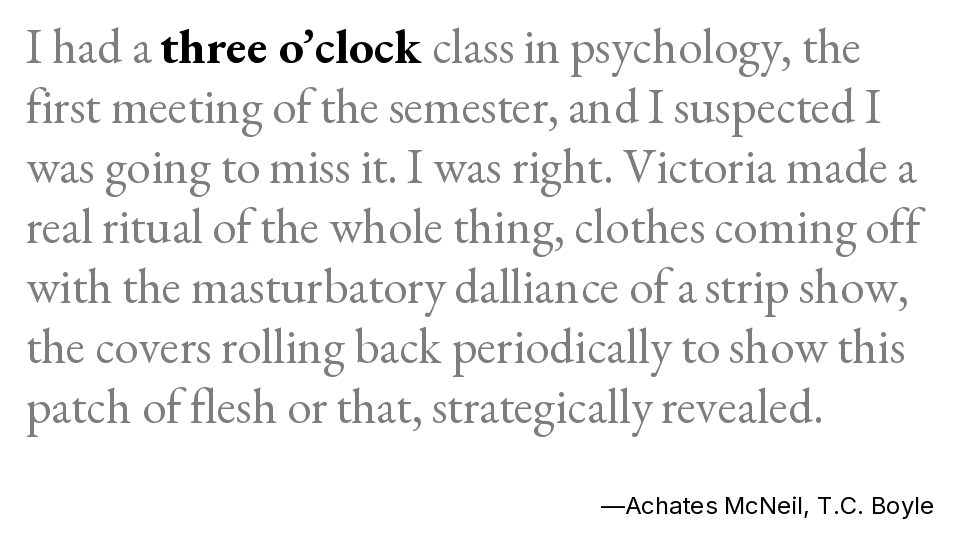 I had a three o’clock class in psychology, the
first meeting of the semester, and I suspected I
was going to miss it. I was right. Victoria made a
real ritual of the whole thing, clothes coming off
with the masturbatory dalliance of a strip show,
the covers rolling back periodically to show this
patch of flesh or that, strategically revealed.
—Achates McNeil, T.C. Boyle